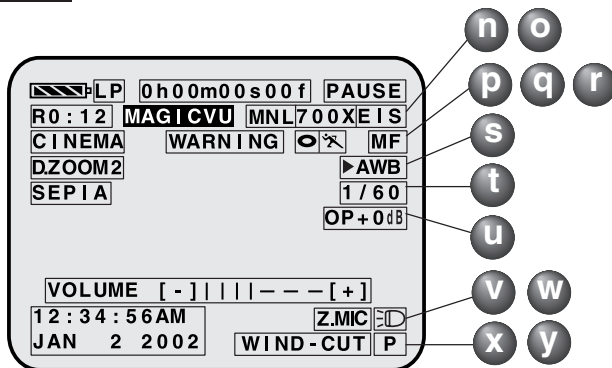 n o
LP 0h00m00s00f PAUSE
R0:12 MAGICVU MNL 700X EIS
p q r
CINEMA WARNING MF
s
D.ZOOM2 AWB
SEPIA 1/60
t
OP+0dB
u
VOLUME [-]||||---[+]
v w
12:34:56AM Z.MIC
JAN 2 2002 WIND-CUT P
x y